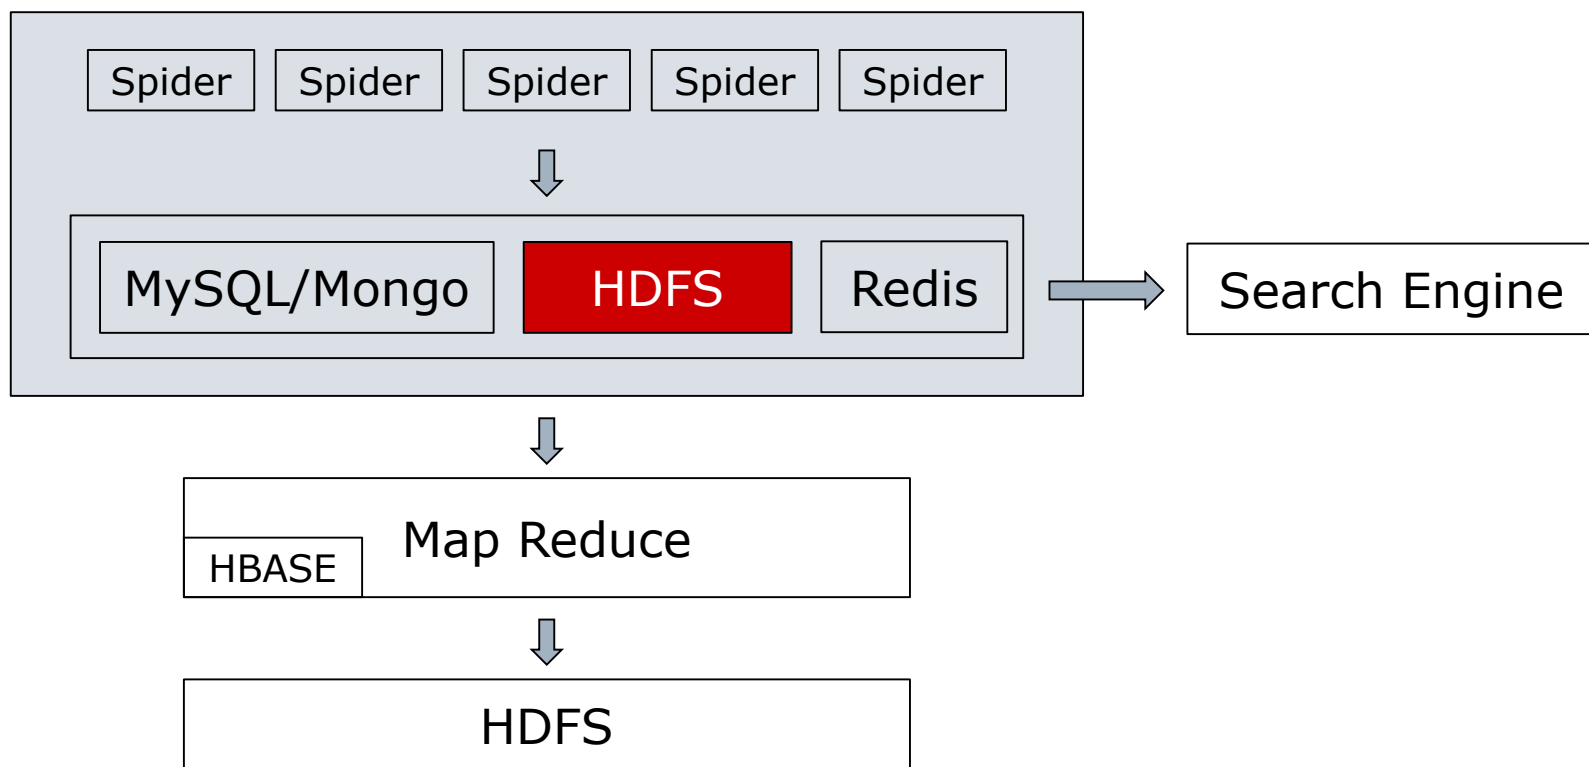 Spider Spider Spider Spider Spider
MySQL/Mongo HDFS Redis
Search Engine
Map Reduce
HBASE
HDFS